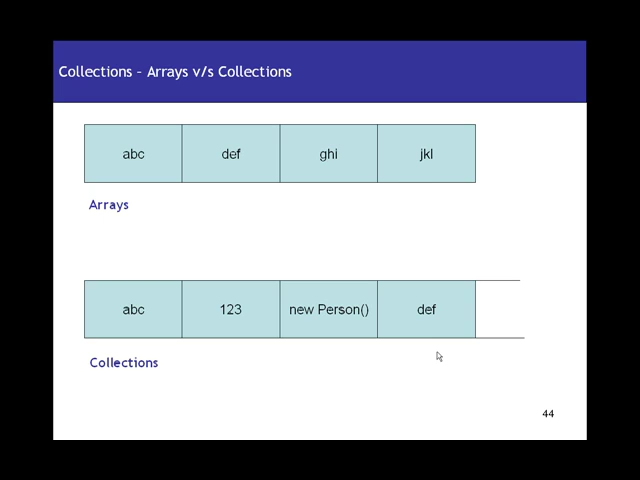 Collections – Arrays v/s Collections
abc def ghi jkl
Arrays
abc 123 new Person() def
Collections
44